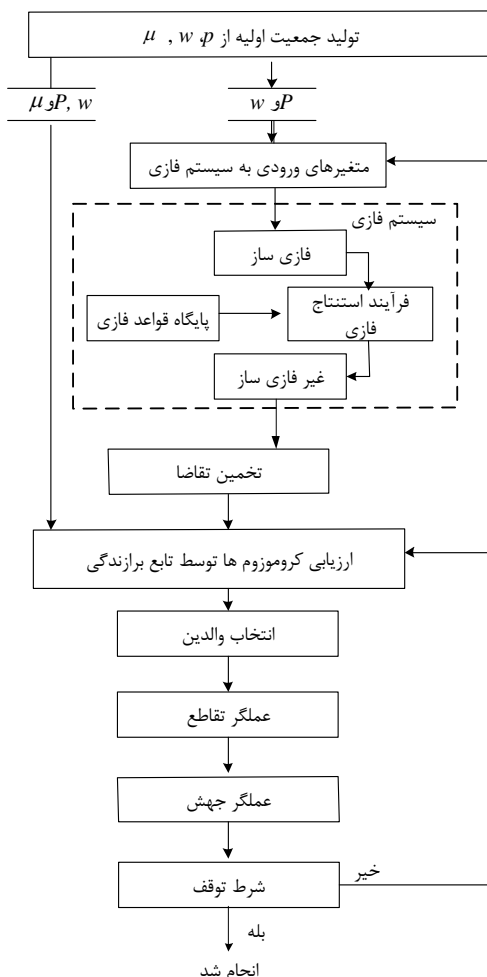 تولید جمعیت اولیه از μ , w ,p
μ و P, w
w و P
متغیرهای ورودی به سیستم فازی
سیستم فازی
فازی ساز
فرآیند استنتاج
فازی
پایگاه قواعد فازی
غیر فازی ساز
تخمین تقاضا
ارزیابی کروموزوم ها توسط تابع برازندگی
انتخاب والدین
عملگر تقاطع
عملگر جهش
شرط توقف
خیر
بله
انجام شد